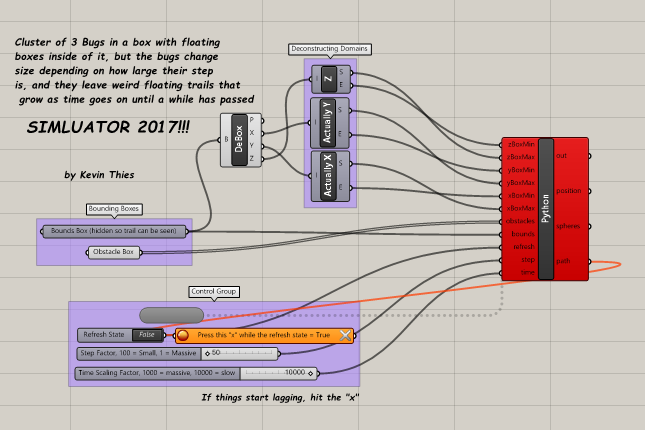 Cluster of 3 Bugs in a box with floating
boxes inside of it, but the bugs change
size depending on how large their step
is, and they leave weird floating trails that
grow as time goes on until a while has passed
SIMLUATOR 2017!!!
by Kevin Thies
Deconstructing Domains
I Z S E
I Actually Y S E
I Actually X S E
B DeBox P X Y Z
Bounding Boxes
Bounds Box (hidden so trail can be seen)
Obstacle Box
zBoxMin
zBoxMax
yBoxMin
yBoxMax
xBoxMin
xBoxMax
obstacles
bounds
refresh
step
time
Python
out
position
spheres
path
Control Group
Refresh State False
Press this "x" while the refresh state = True
Step Factor, 100 = Small, 1 = Massive 50
Time Scaling Factor, 1000 = massive, 10000 = slow 10000
If things start lagging, hit the "x"